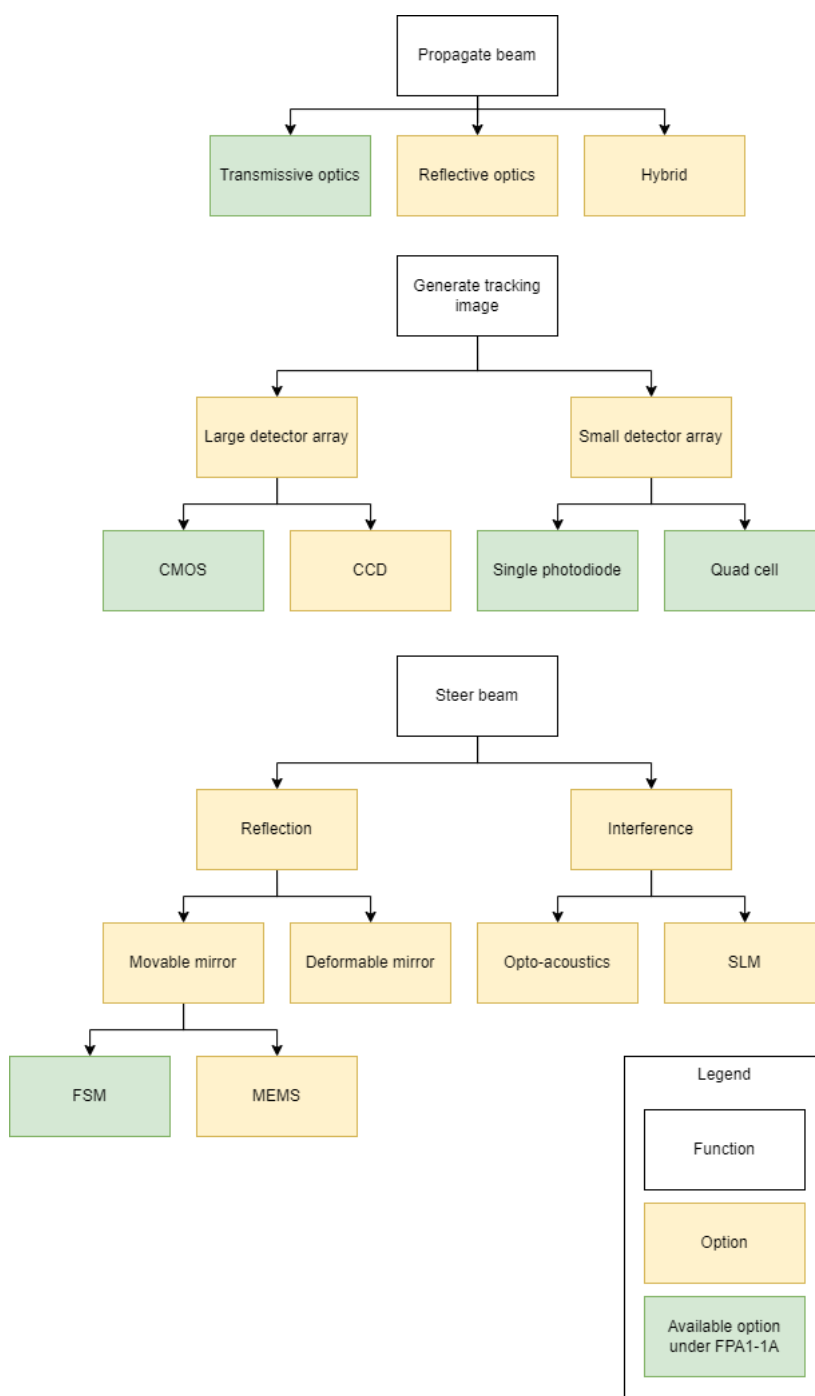 Propagate beam
Transmissive optics
Reflective optics
Hybrid
Generate tracking
image
Large detector array
Small detector array
CMOS
CCD
Single photodiode
Quad cell
Steer beam
Reflection
Interference
Movable mirror
Deformable mirror
Opto-acoustics
SLM
FSM
MEMS
Legend
Function
Option
Available option
under FPA1-1A